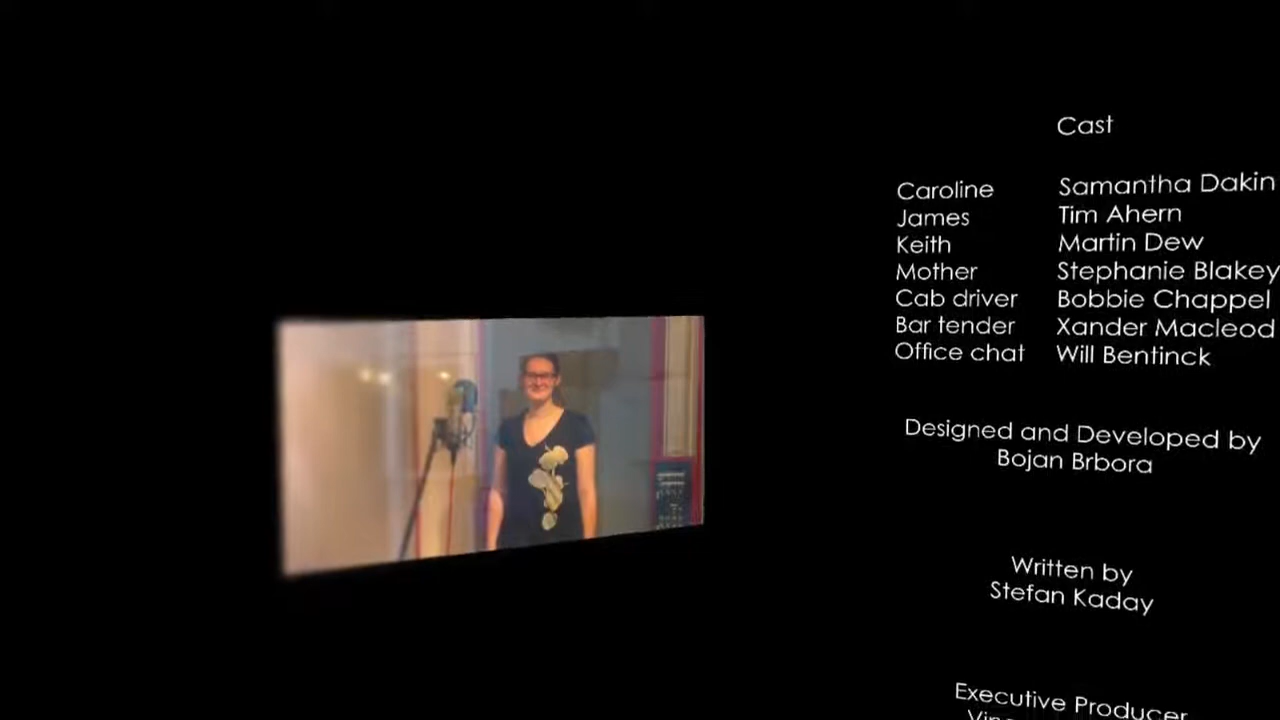 Cast
Caroline Samantha Dakin
James Tim Ahern
Keith Martin Dew
Mother Stephanie Blakey
Cab driver Bobbie Chappel
Bar tender Xander Macleod
Office chat Will Bentinck
Designed and Developed by
Bojan Brbora
Written by
Stefan Kaday
Executive Producer